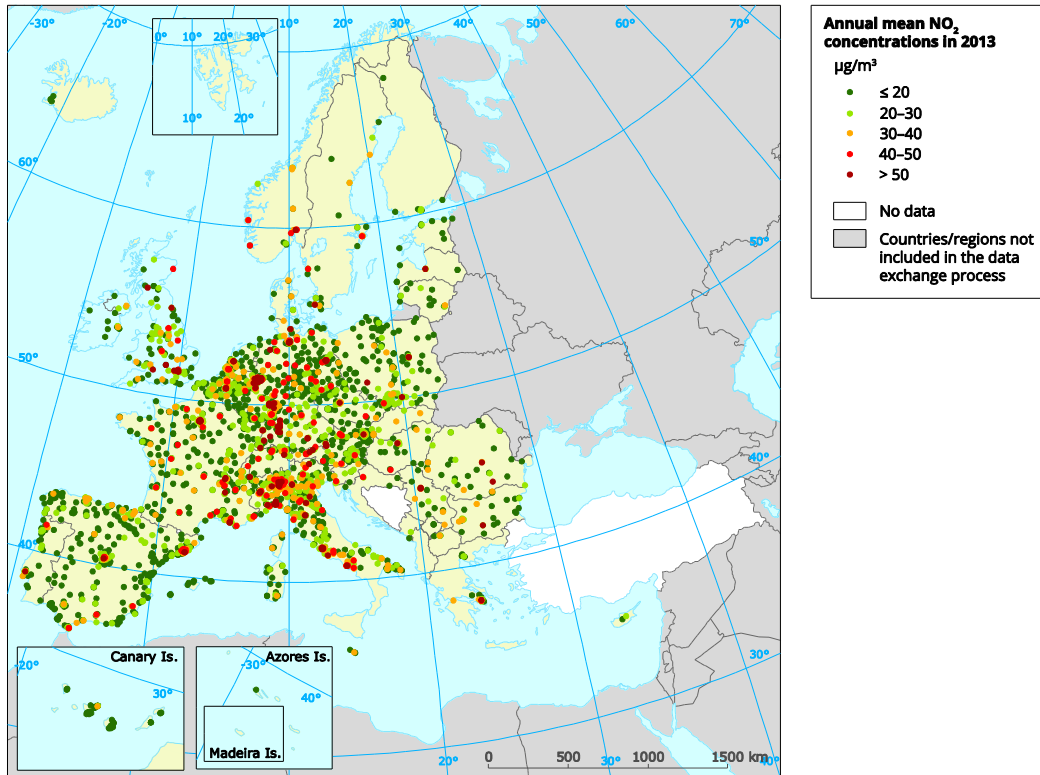 -30°
-20°
10°
20°
30°
40°
50°
60°
70°
0° 10° 20° 30°
10° 20°
60°
50°
50°
40°
40°
30°
Canary Is.
20°
30°
Azores Is.
-30°
40°
Madeira Is.
20°
30°
40°
0 500 1000 1500 km
Annual mean NO2
concentrations in 2013
µg/m³
≤ 20
20–30
30–40
40–50
> 50
No data
Countries/regions not
included in the data
exchange process